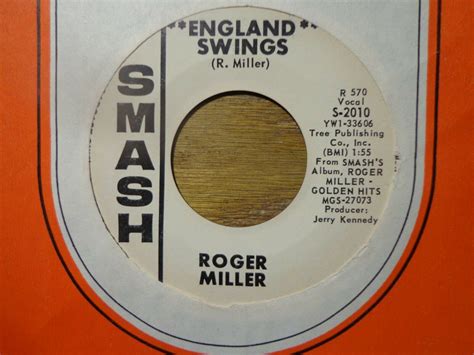 **ENGLAND**
SWINGS
(R. Miller)
SMASH
R 570
Vocal
S-2010
YW1-33606
Tree Publishing
Co., Inc.
(BMI) 1:55
From SMASH'S
Album, ROGER
MILLER -
GOLDEN HITS
MGS-27073
Producer:
Jerry Kennedy
ROGER
MILLER